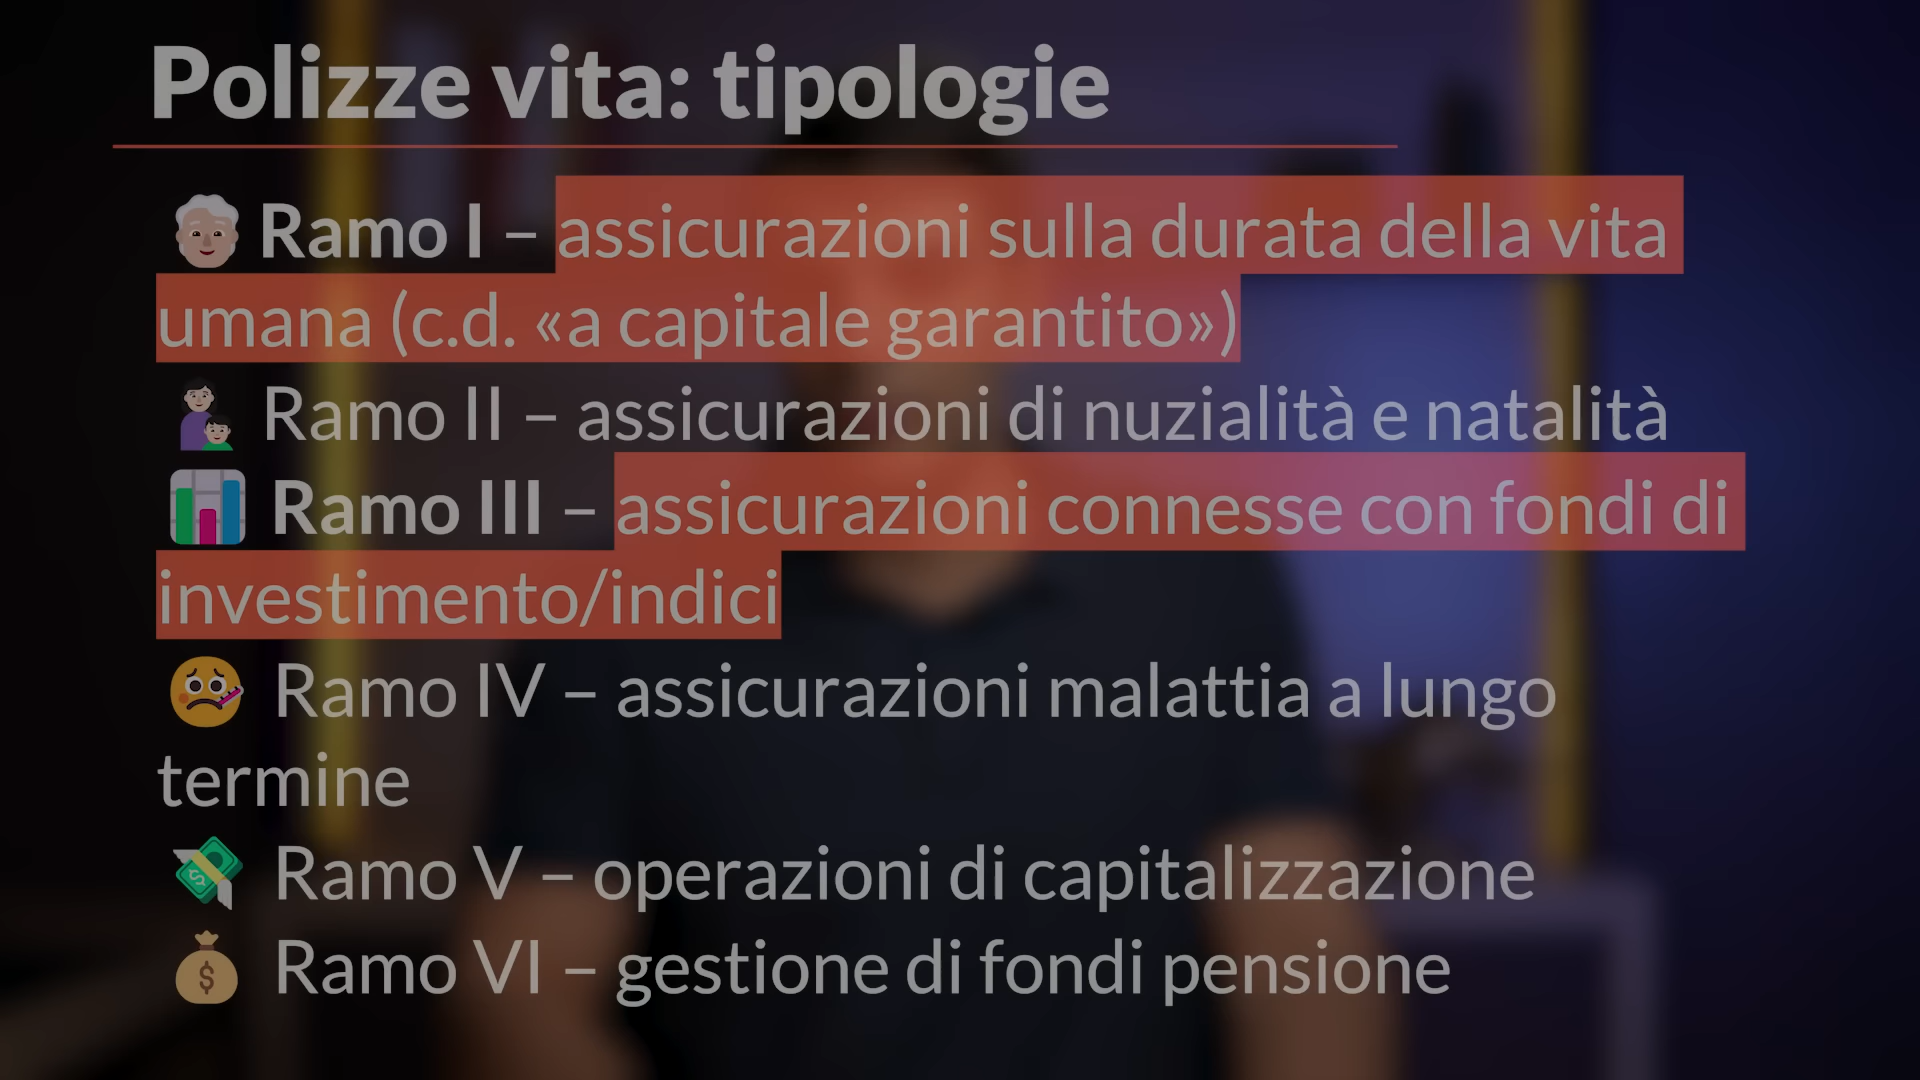 Polizze vita: tipologie
Ramo I – assicurazioni sulla durata della vita
umana (c.d. «a capitale garantito»)
Ramo II – assicurazioni di nuzialità e natalità
Ramo III – assicurazioni connesse con fondi di
investimento/indici
Ramo IV – assicurazioni malattia a lungo
termine
Ramo V – operazioni di capitalizzazione
Ramo VI – gestione di fondi pensione